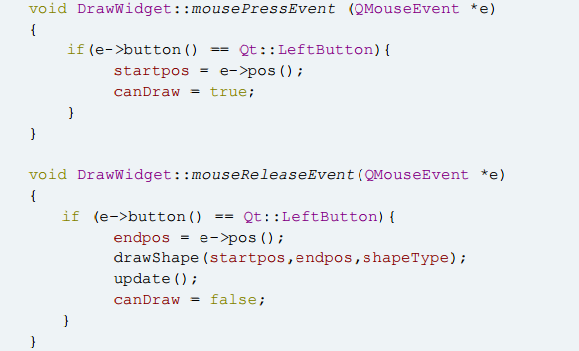 void DrawWidget::mousePressEvent (QMouseEvent *e)
{
    if(e->button() == Qt::LeftButton){
        startpos = e->pos();
        canDraw = true;
    }
}

void DrawWidget::mouseReleaseEvent(QMouseEvent *e)
{
    if (e->button() == Qt::LeftButton){
        endpos = e->pos();
        drawShape(startpos,endpos,shapeType);
        update();
        canDraw = false;
    }
}